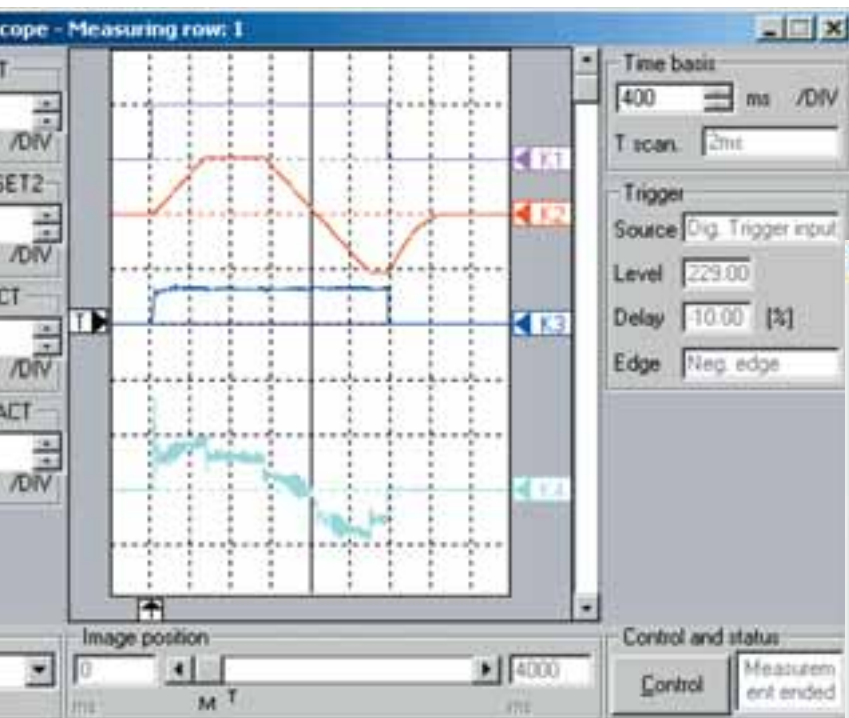 cope - Measuring row: 1
T
/DIV
SET2
/DIV
CT
/DIV
ACT
/DIV
K1
K2
K3
K4
T
Time basis
400 ms /DIV
T scan. 2ms
Trigger
Source Dig. Trigger input
Level 229.00
Delay -10.00 [%]
Edge Neg. edge
Image position
0 4000
ms M T ms
Control and status
Control
Measurem
ent ended